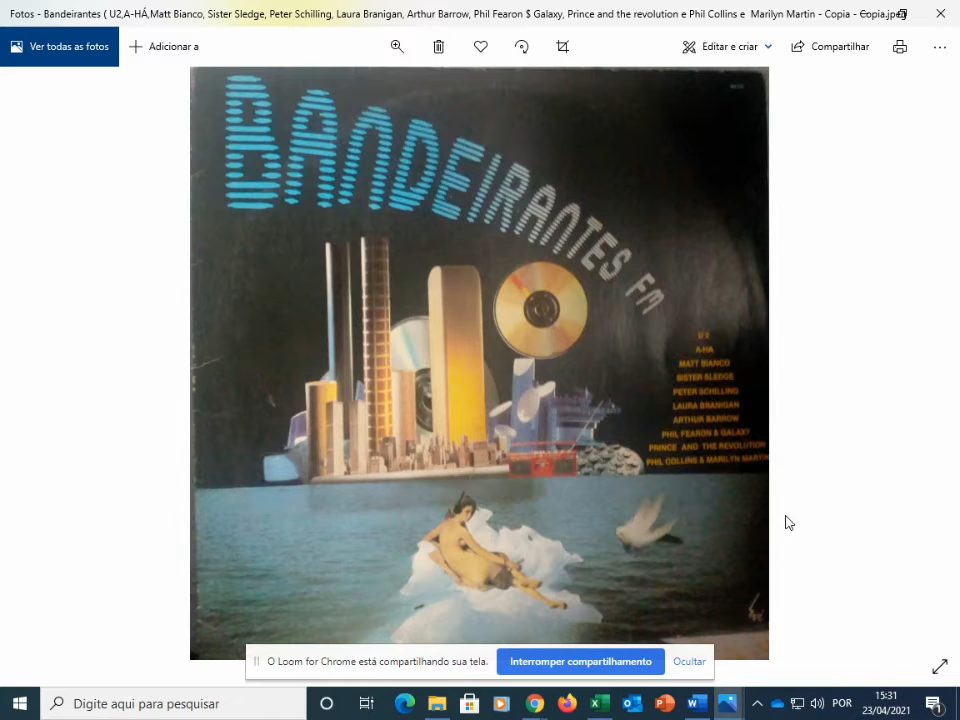 Fotos - Bandeirantes ( U2,A-HÁ,Matt Bianco, Sister Sledge, Peter Schilling, Laura Branigan, Arthur Barrow, Phil Fearon $ Galaxy, Prince and the revolution e Phil Collins e Marilyn Martin - Copia - Copia.jpeg
Ver todas as fotos
Adicionar a
Editar e criar
Compartilhar
BANDEIRANTES FM
U2
A-HA
MATT BIANCO
SISTER SLEDGE
PETER SCHILLING
LAURA BRANIGAN
ARTHUR BARROW
PHIL FEARON & GALAXY
PRINCE AND THE REVOLUTION
PHIL COLLINS & MARILYN MARTIN
O Loom for Chrome está compartilhando sua tela.
Interromper compartilhamento
Ocultar
Digite aqui para pesquisar
POR
15:31
23/04/2021
1